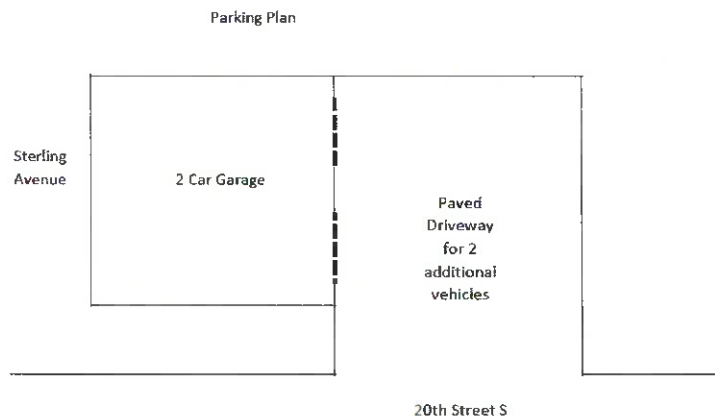 Parking Plan
Sterling
Avenue
2 Car Garage
Paved
Driveway
for 2
additional
vehicles
20th Street S